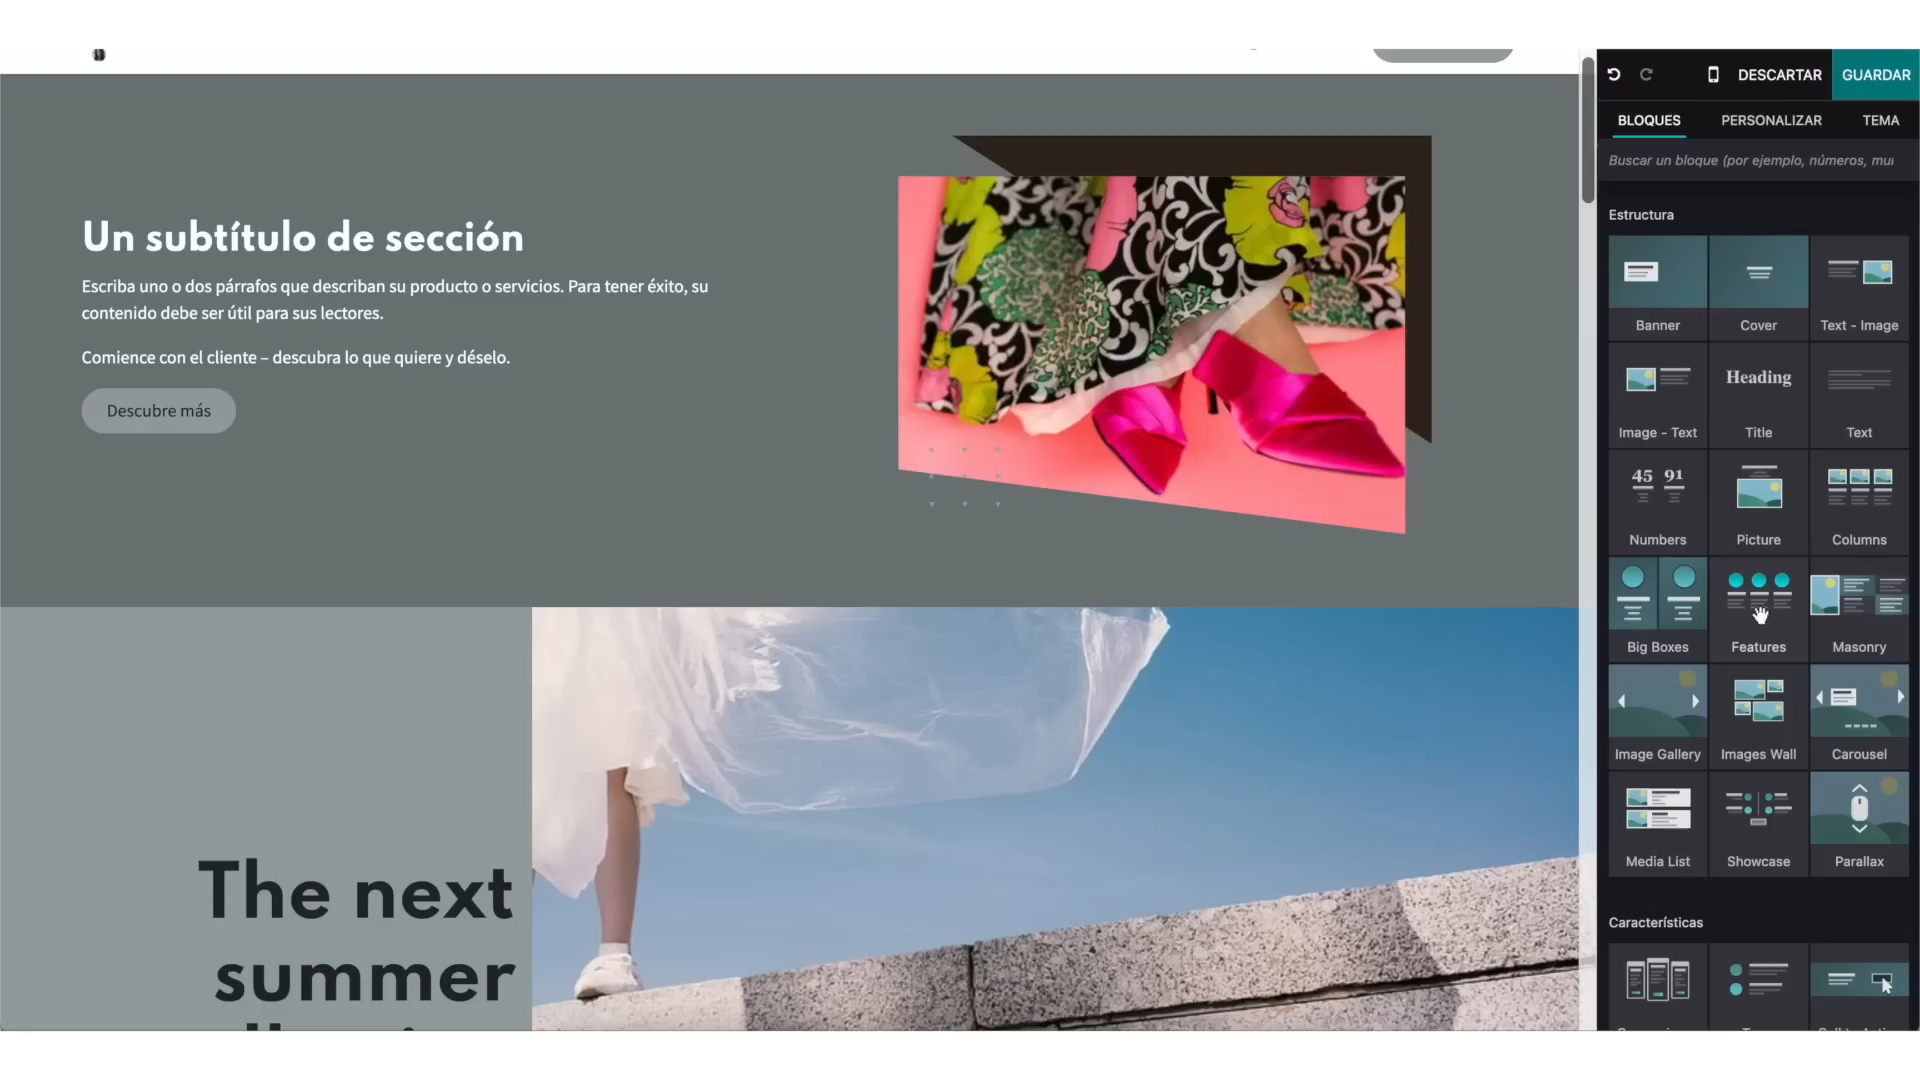 DESCARTAR
GUARDAR
BLOQUES
PERSONALIZAR
TEMA
Buscar un bloque (por ejemplo, números, mu
Un subtítulo de sección
Escriba uno o dos párrafos que describan su producto o servicios. Para tener éxito, su
contenido debe ser útil para sus lectores.
Comience con el cliente – descubra lo que quiere y déselo.
Descubre más
The next
summer
Estructura
Banner
Cover
Text - Image
Heading
Image - Text
Title
Text
45 91
Numbers
Picture
Columns
Big Boxes
Features
Masonry
Image Gallery
Images Wall
Carousel
Media List
Showcase
Parallax
Características